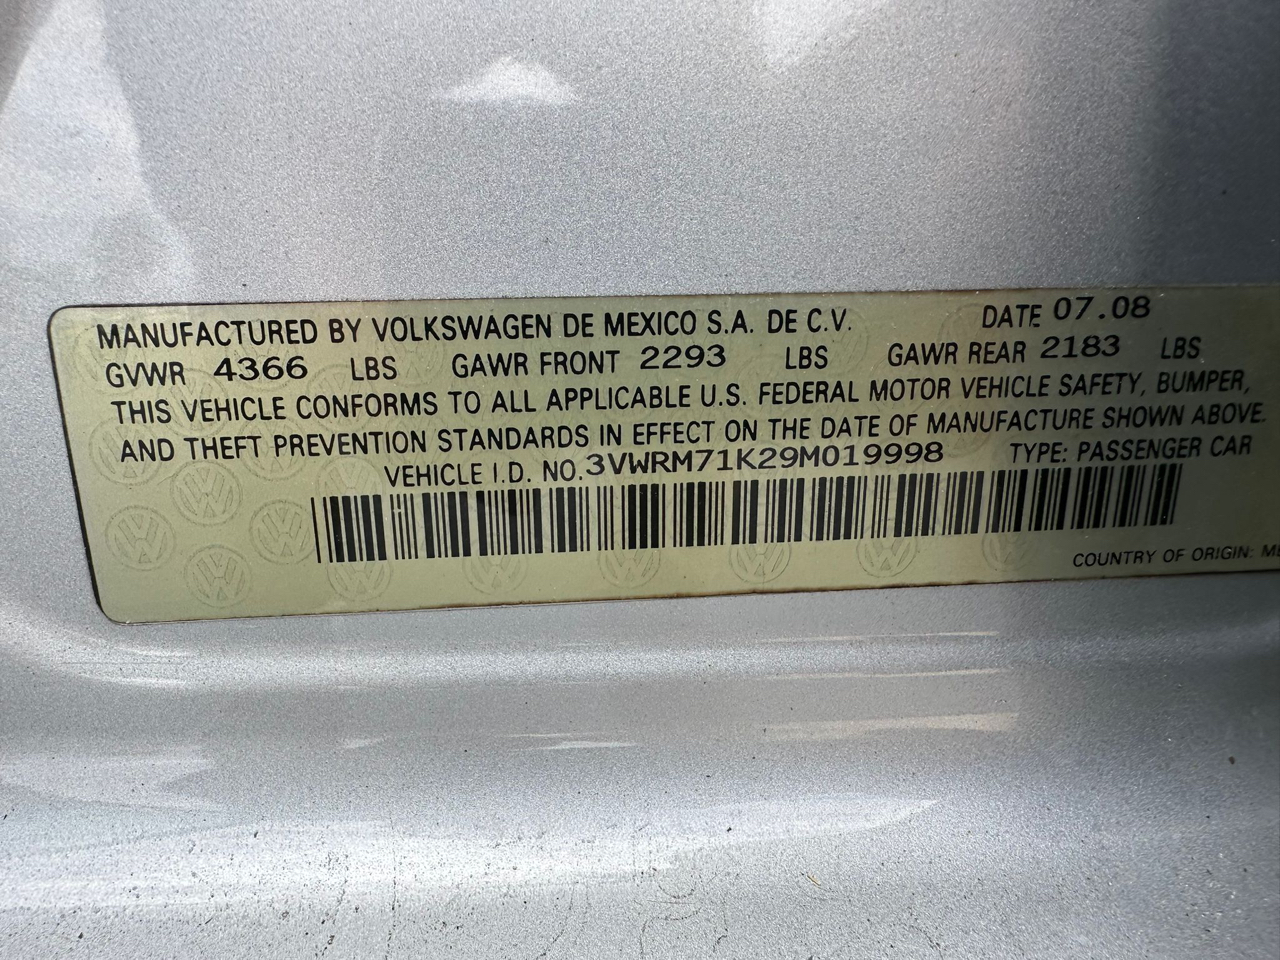 MANUFACTURED BY VOLKSWAGEN DE MEXICO S.A. DE C.V. DATE: 07.08
GVWR 4366 LBS GAWR FRONT 2293 LBS GAWR REAR 2183 LBS
THIS VEHICLE CONFORMS TO ALL APPLICABLE U.S. FEDERAL MOTOR VEHICLE SAFETY, BUMPER,
AND THEFT PREVENTION STANDARDS IN EFFECT ON THE DATE OF MANUFACTURE SHOWN ABOVE.
VEHICLE I.D. NO.3VWRM71K29M019998 TYPE: PASSENGER CAR
COUNTRY OF ORIGIN: